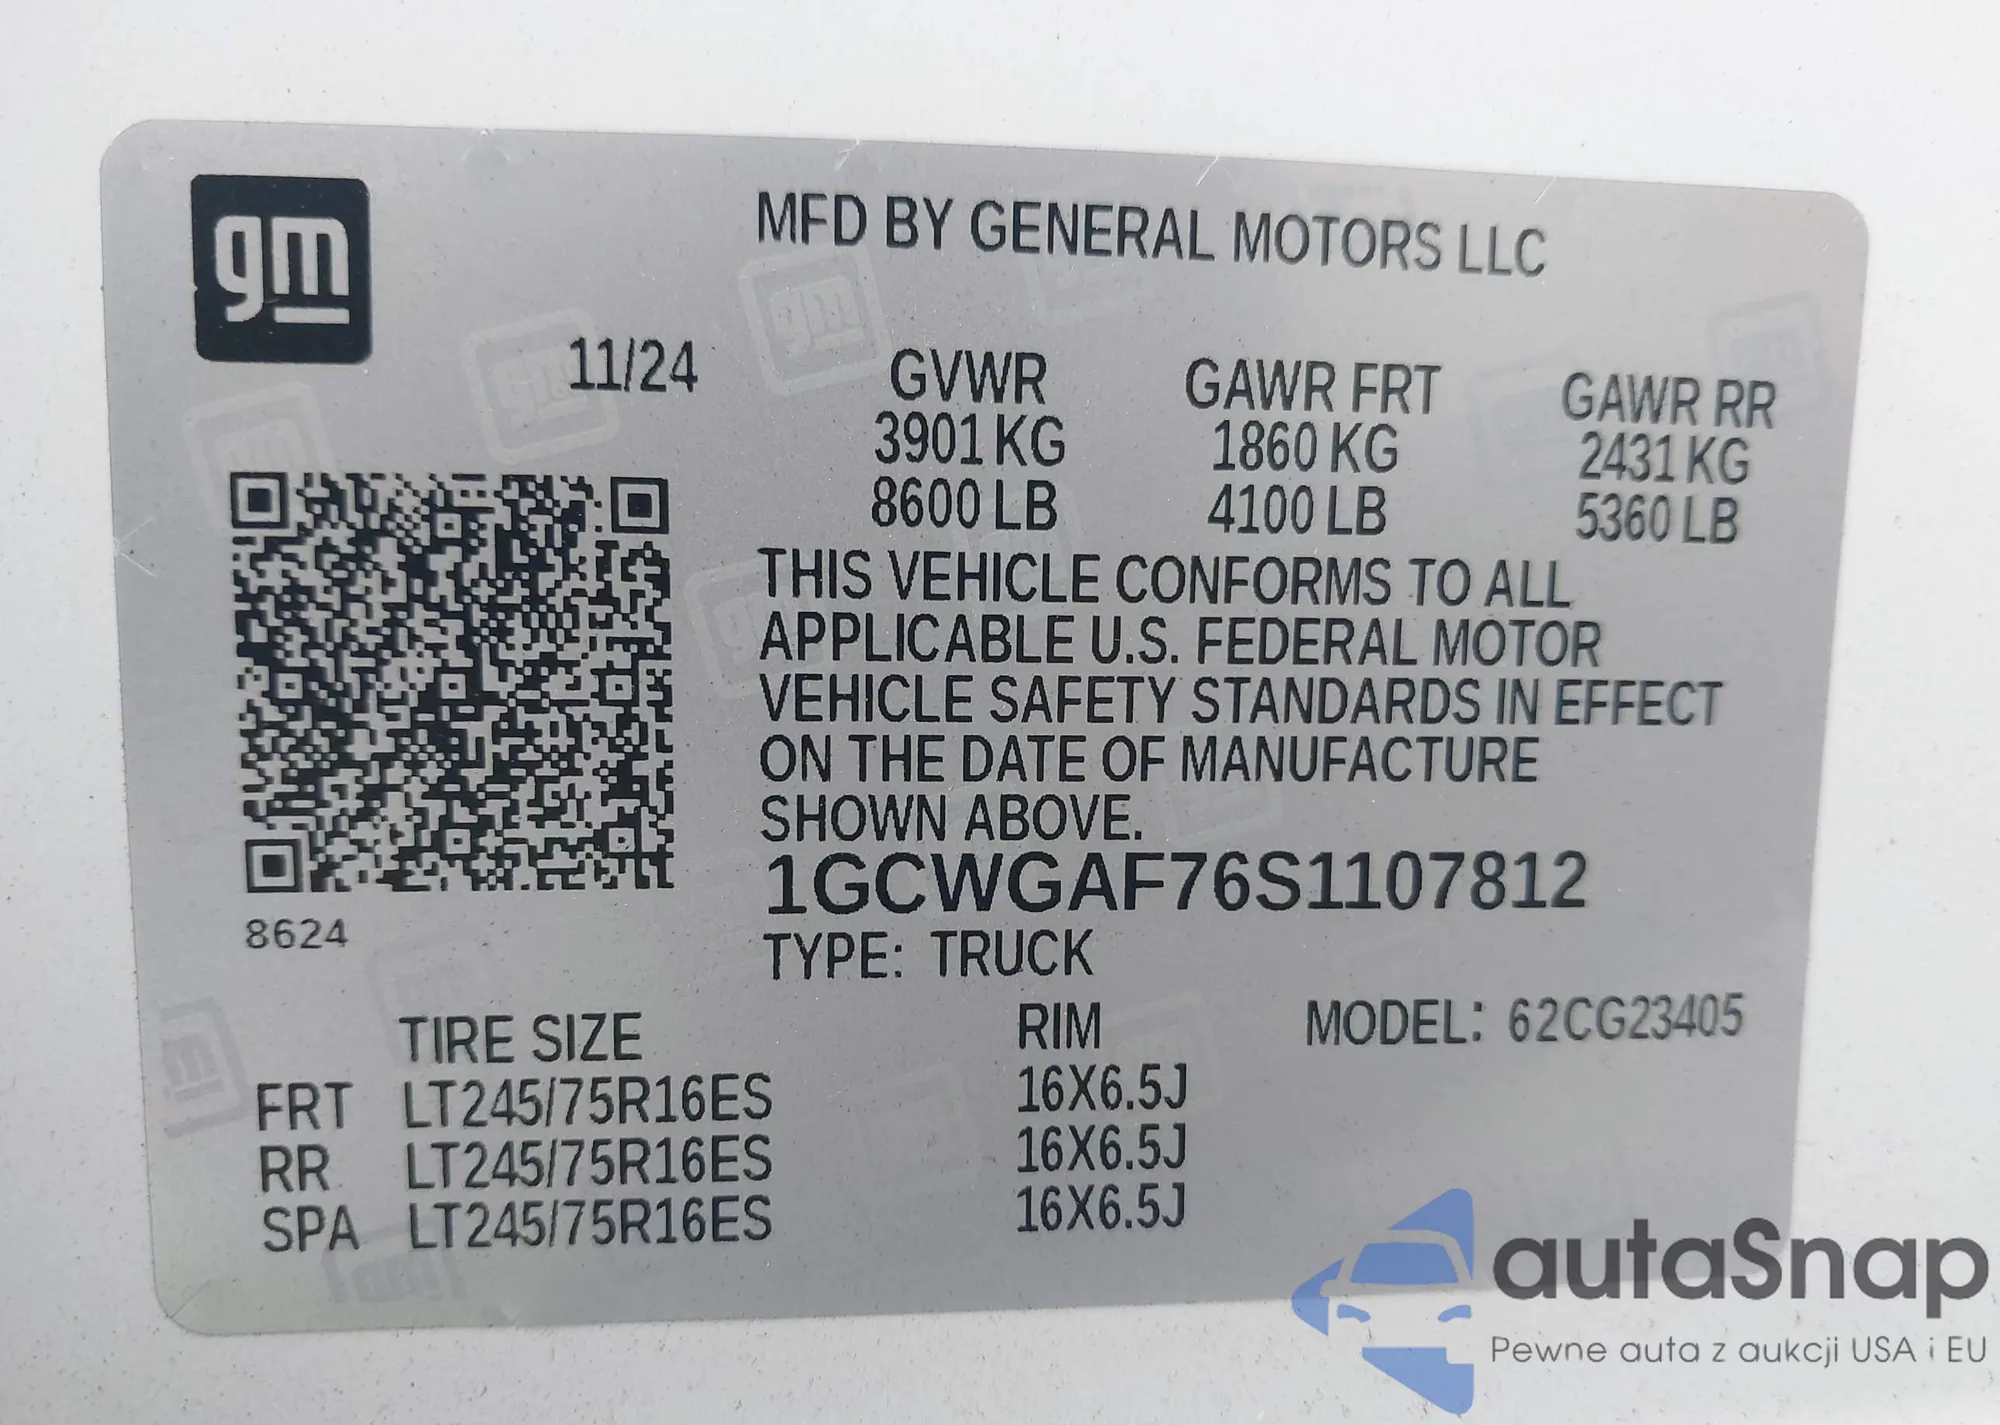 gm
MFD BY GENERAL MOTORS LLC
11/24
GVWR GAWR FRT GAWR RR
3901 KG 1860 KG 2431 KG
8600 LB 4100 LB 5360 LB
THIS VEHICLE CONFORMS TO ALL
APPLICABLE U.S. FEDERAL MOTOR
VEHICLE SAFETY STANDARDS IN EFFECT
ON THE DATE OF MANUFACTURE
SHOWN ABOVE.
1GCWGAF76S1107812
8624
TYPE: TRUCK
TIRE SIZE RIM MODEL: 62CG23405
FRT LT245/75R16ES 16X6.5J
RR LT245/75R16ES 16X6.5J
SPA LT245/75R16ES 16X6.5J
autaSnap
Pewne auta z aukcji USA i EU